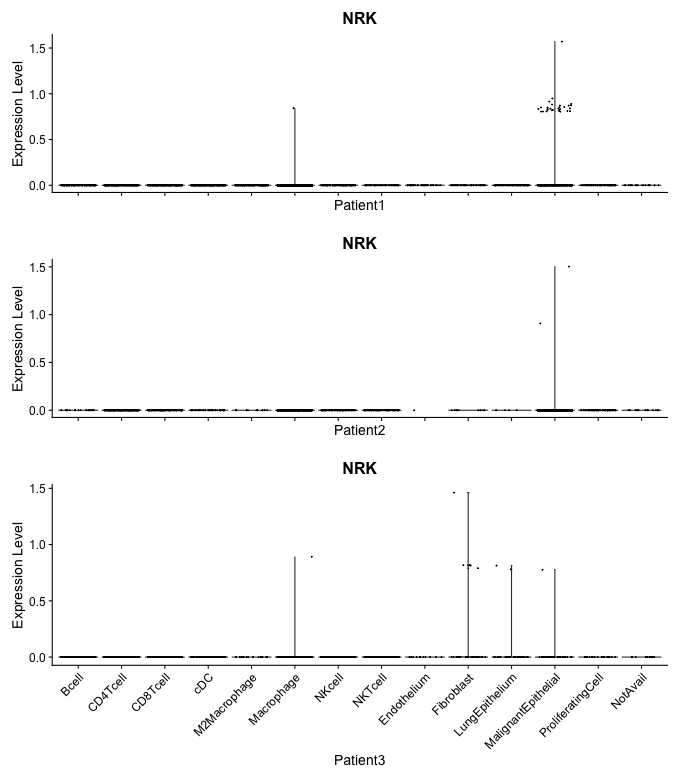 NRK
Expression Level
1.5
1.0
0.5
0.0
Patient1
NRK
Expression Level
1.5
1.0
0.5
0.0
Patient2
NRK
Expression Level
1.5
1.0
0.5
0.0
Bcell
CD4Tcell
CD8Tcell
cDC
M2Macrophage
Macrophage
NKcell
NKTcell
Endothelium
Fibroblast
LungEpithelium
MalignantEpithelial
ProliferatingCell
NotAvail
Patient3